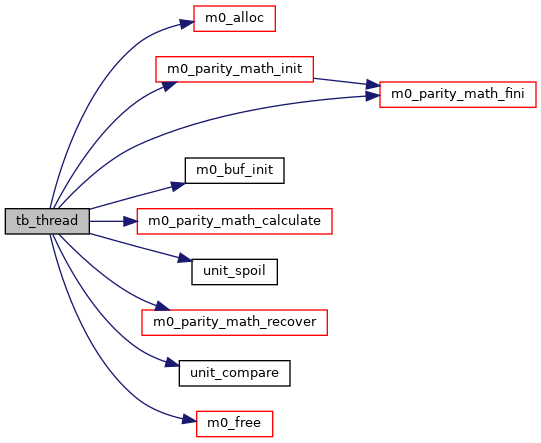 m0_alloc
m0_parity_math_init
m0_parity_math_fini
m0_buf_init
tb_thread
m0_parity_math_calculate
unit_spoil
m0_parity_math_recover
unit_compare
m0_free